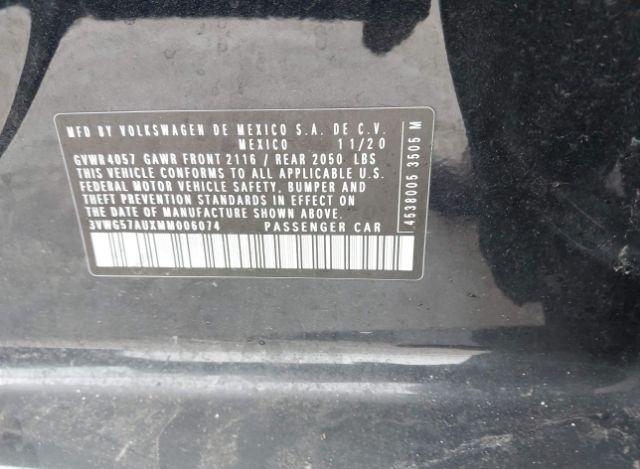 MFD BY VOLKSWAGEN DE MEXICO S.A. DE C.V.
MEXICO 11/20
GVWR 4057 GAWR FRONT 2116 / REAR 2050 LBS
THIS VEHICLE CONFORMS TO ALL APPLICABLE U.S.
FEDERAL MOTOR VEHICLE SAFETY, BUMPER AND
THEFT PREVENTION STANDARDS IN EFFECT ON
THE DATE OF MANUFACTURE SHOWN ABOVE.
3VWG57AUXMM006074 PASSENGER CAR
4538005 3505 M